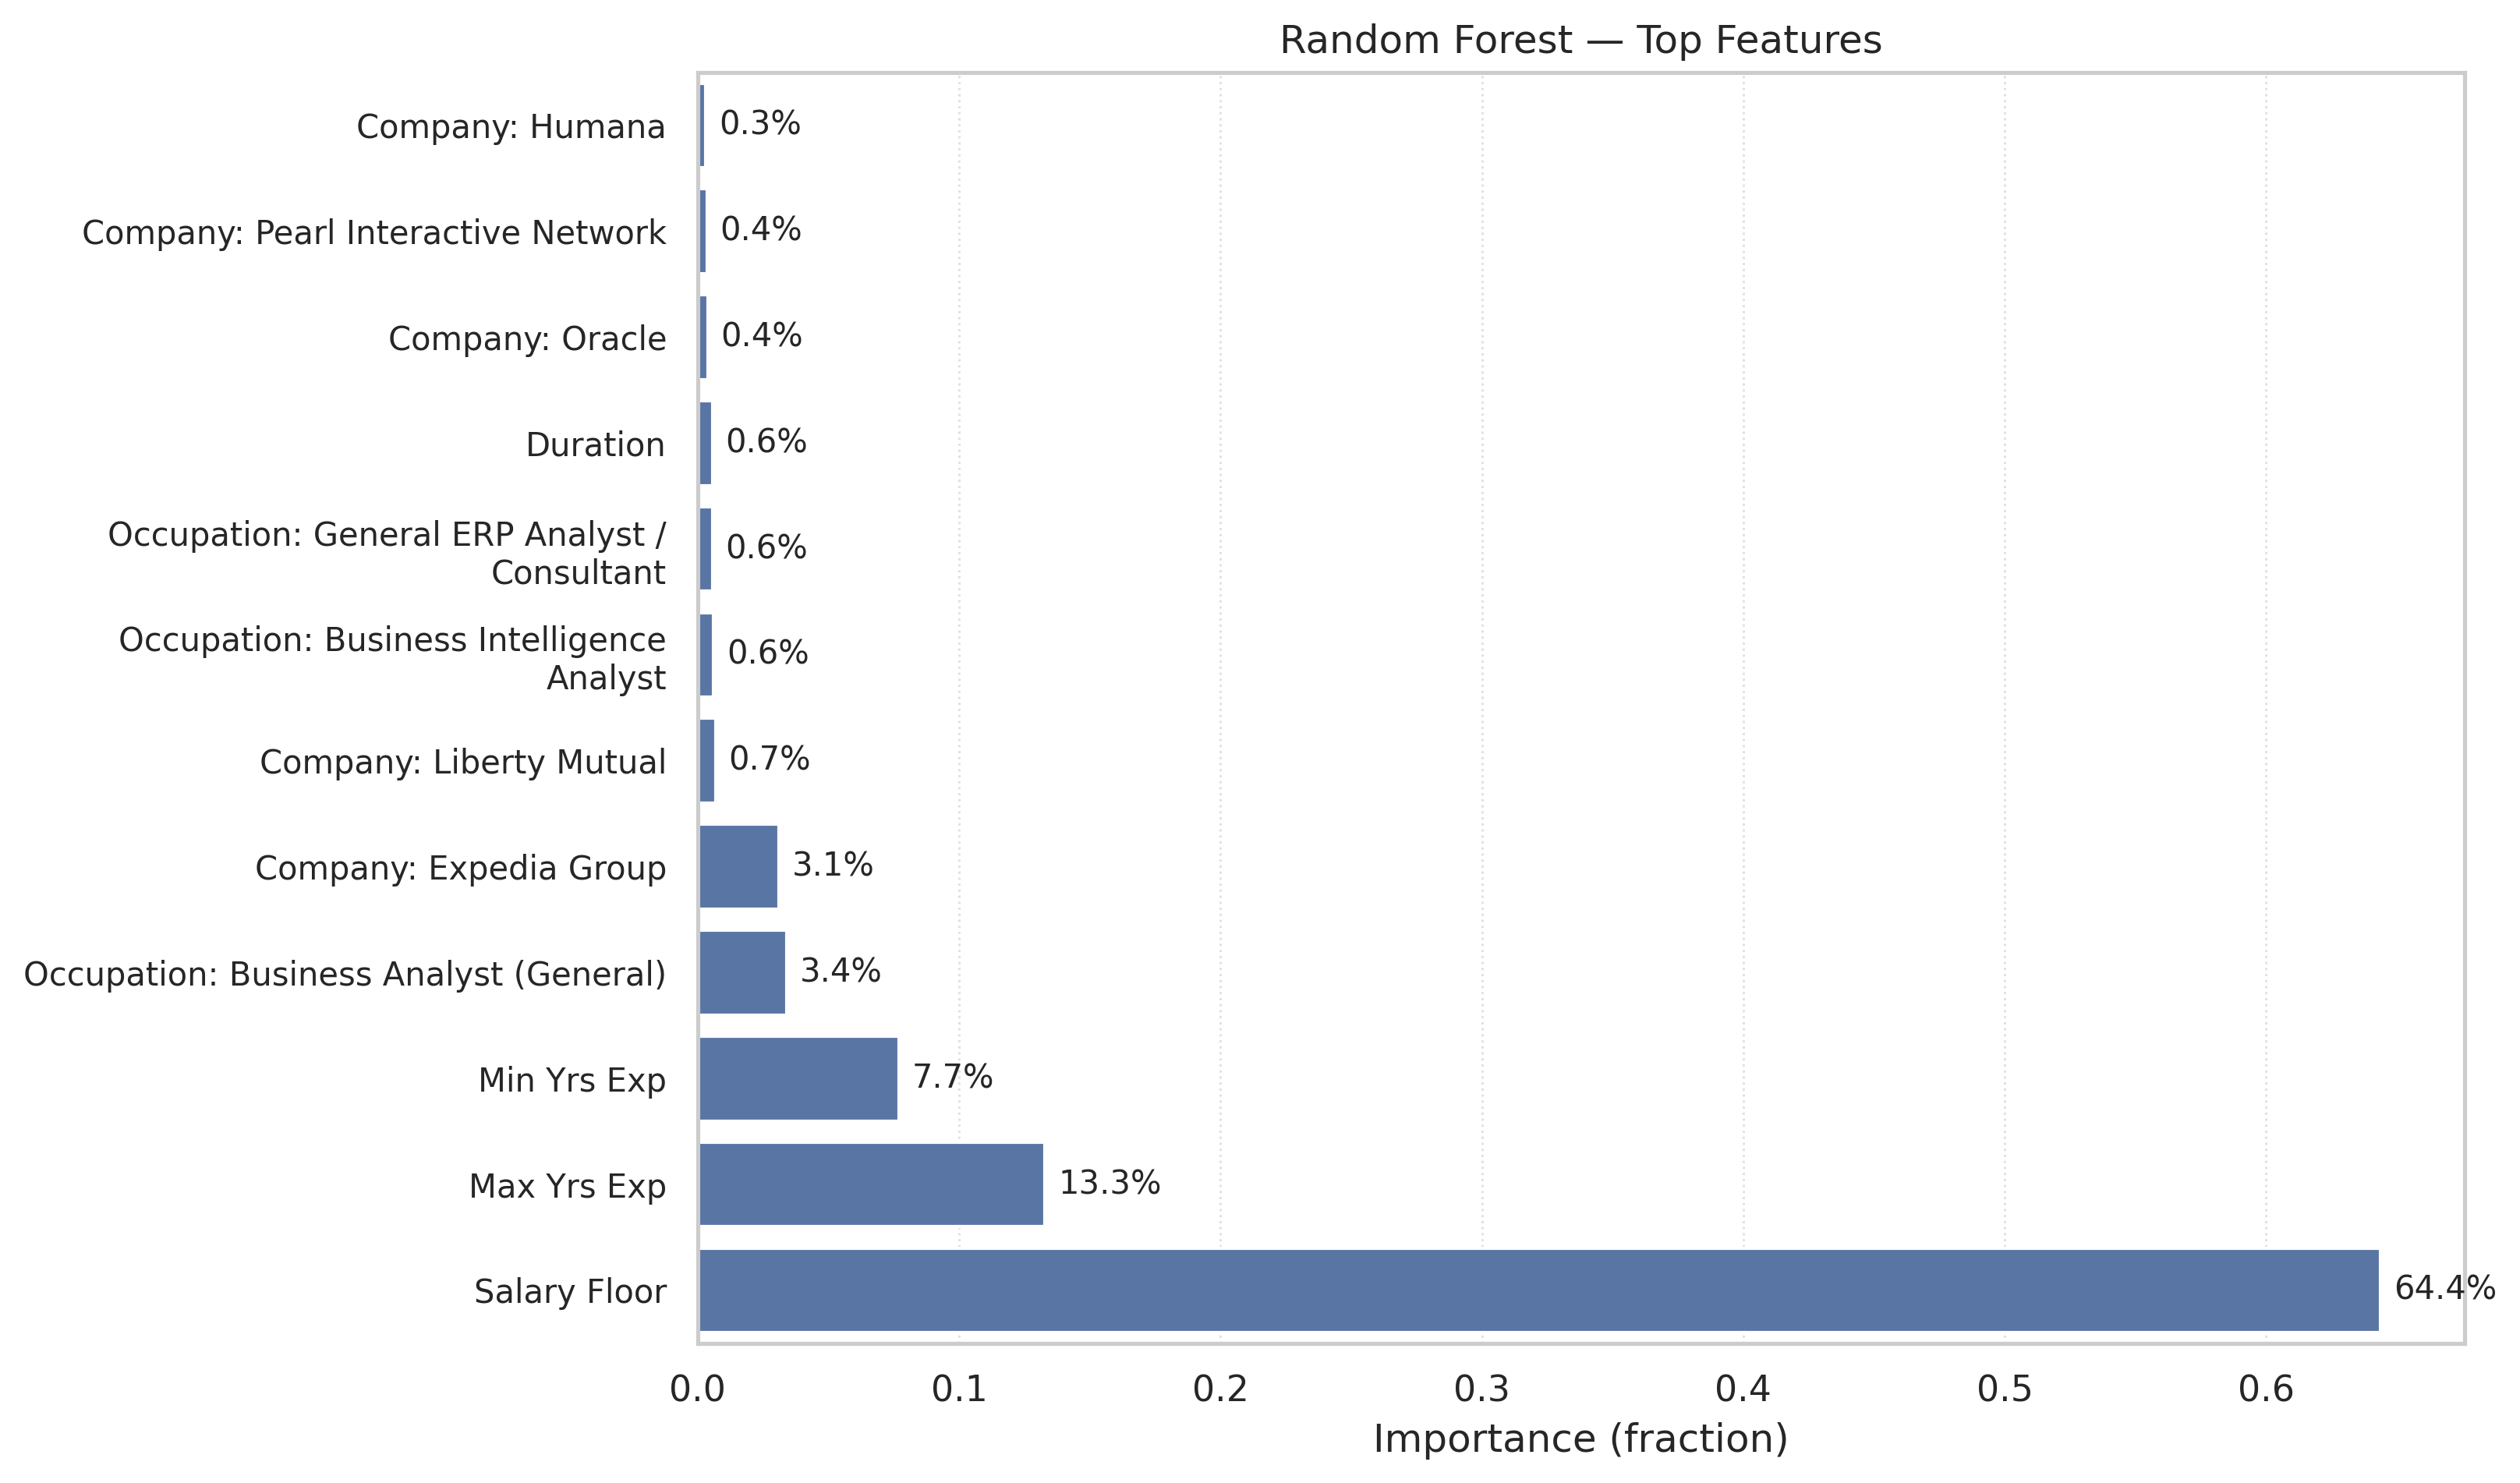 Random Forest — Top Features
Company: Humana
0.3%
Company: Pearl Interactive Network
0.4%
Company: Oracle
0.4%
Duration
0.6%
Occupation: General ERP Analyst /
Consultant
0.6%
Occupation: Business Intelligence
Analyst
0.6%
Company: Liberty Mutual
0.7%
Company: Expedia Group
3.1%
Occupation: Business Analyst (General)
3.4%
Min Yrs Exp
7.7%
Max Yrs Exp
13.3%
Salary Floor
64.4%
0.0 0.1 0.2 0.3 0.4 0.5 0.6
Importance (fraction)